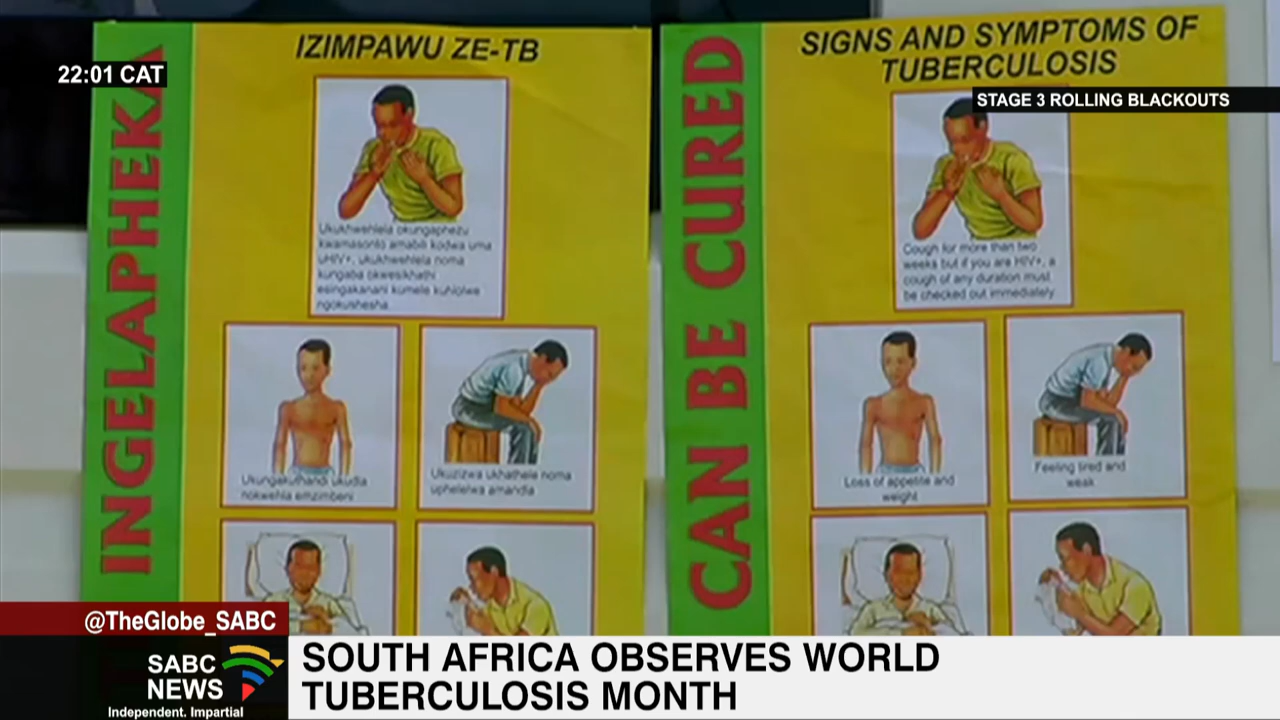 22:01 CAT
STAGE 3 ROLLING BLACKOUTS
INGELAPHEKA
IZIMPAWU ZE-TB
Ukukhwehlela okungaphezu
kwamasonto amabili kodwa uma
uHIV+, ukukhwehlela noma
kungaba okwesikhathi
esingakanani kumele kuhlolwe
ngokushesha
Ukungakuthandi ukudla
nokwehla emzimbeni
Ukuzizwa ukhathele noma
uphelelwa amandla
CAN BE CURED
SIGNS AND SYMPTOMS OF
TUBERCULOSIS
Cough for more than two
weeks but if you are HIV+, a
cough of any duration must
be checked out immediately
Loss of appetite and
weight
Feeling tired and
weak
@TheGlobe_SABC
SABC
NEWS
Independent. Impartial
SOUTH AFRICA OBSERVES WORLD
TUBERCULOSIS MONTH